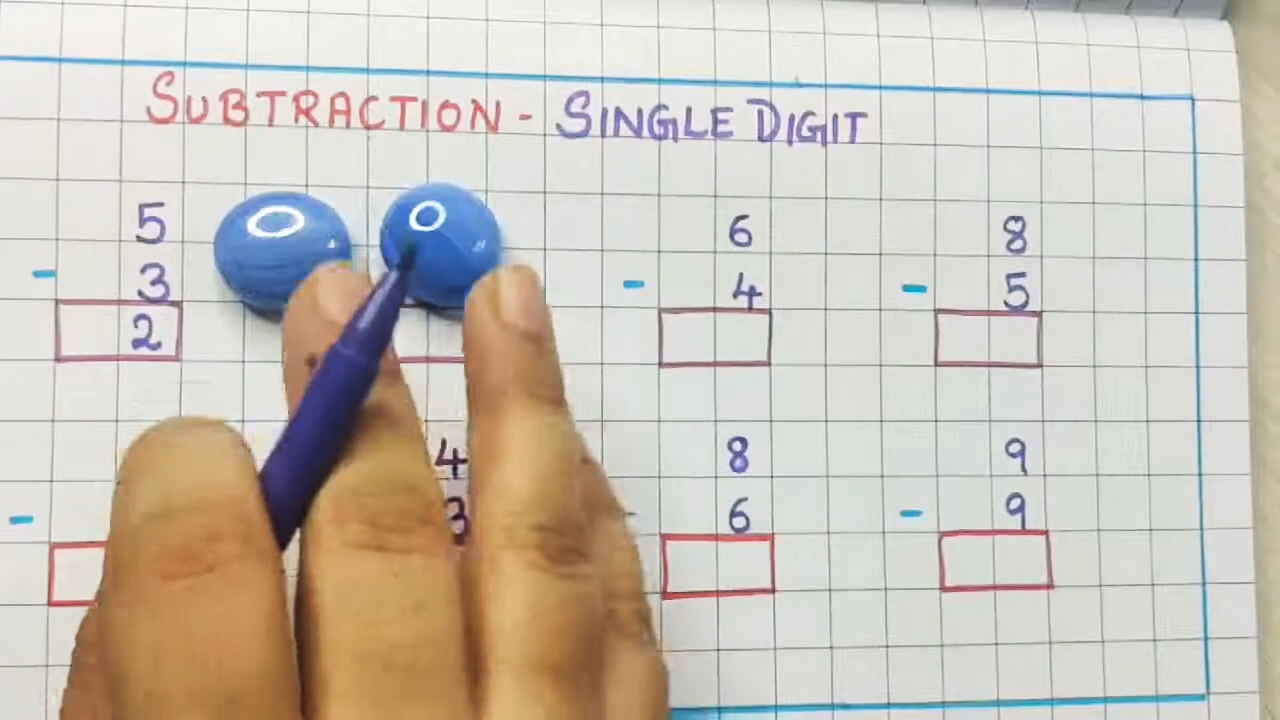 SUBTRACTION - SINGLE DIGIT
5 6 8
- 3 - 4 - 5
2
4 8 9
- 3 6 - 9